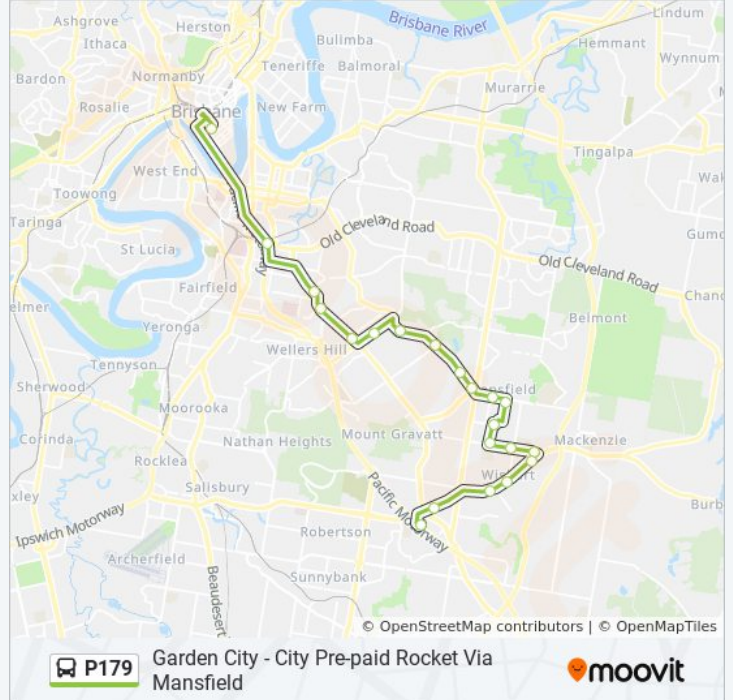 Brisbane River
Lindum
Ashgrove
Herston
Ithaca
Bulimba
Hemmant
Teneriffe
Balmoral
Wynnum
Bardon
Normanby
Murarrie
Rosalie
Brisbane
New Farm
Tingalpa
West End
Toowong
Old Cleveland Road
Taringa
St Lucia
Old Cleveland Road
Fairfield
Belmont
Yeronga
Wellers Hill
Tennyson
Sherwood
Moorooka
Corinda
Nathan Heights
Mount Gravatt
Mackenzie
Rocklea
Salisbury
Pacific Motorway
Ipswich Motorway
Robertson
Archerfield
Sunnybank
Beaudesert
© OpenStreetMap contributors | © OpenMapTiles
P179
Garden City - City Pre-paid Rocket Via
Mansfield
moovit